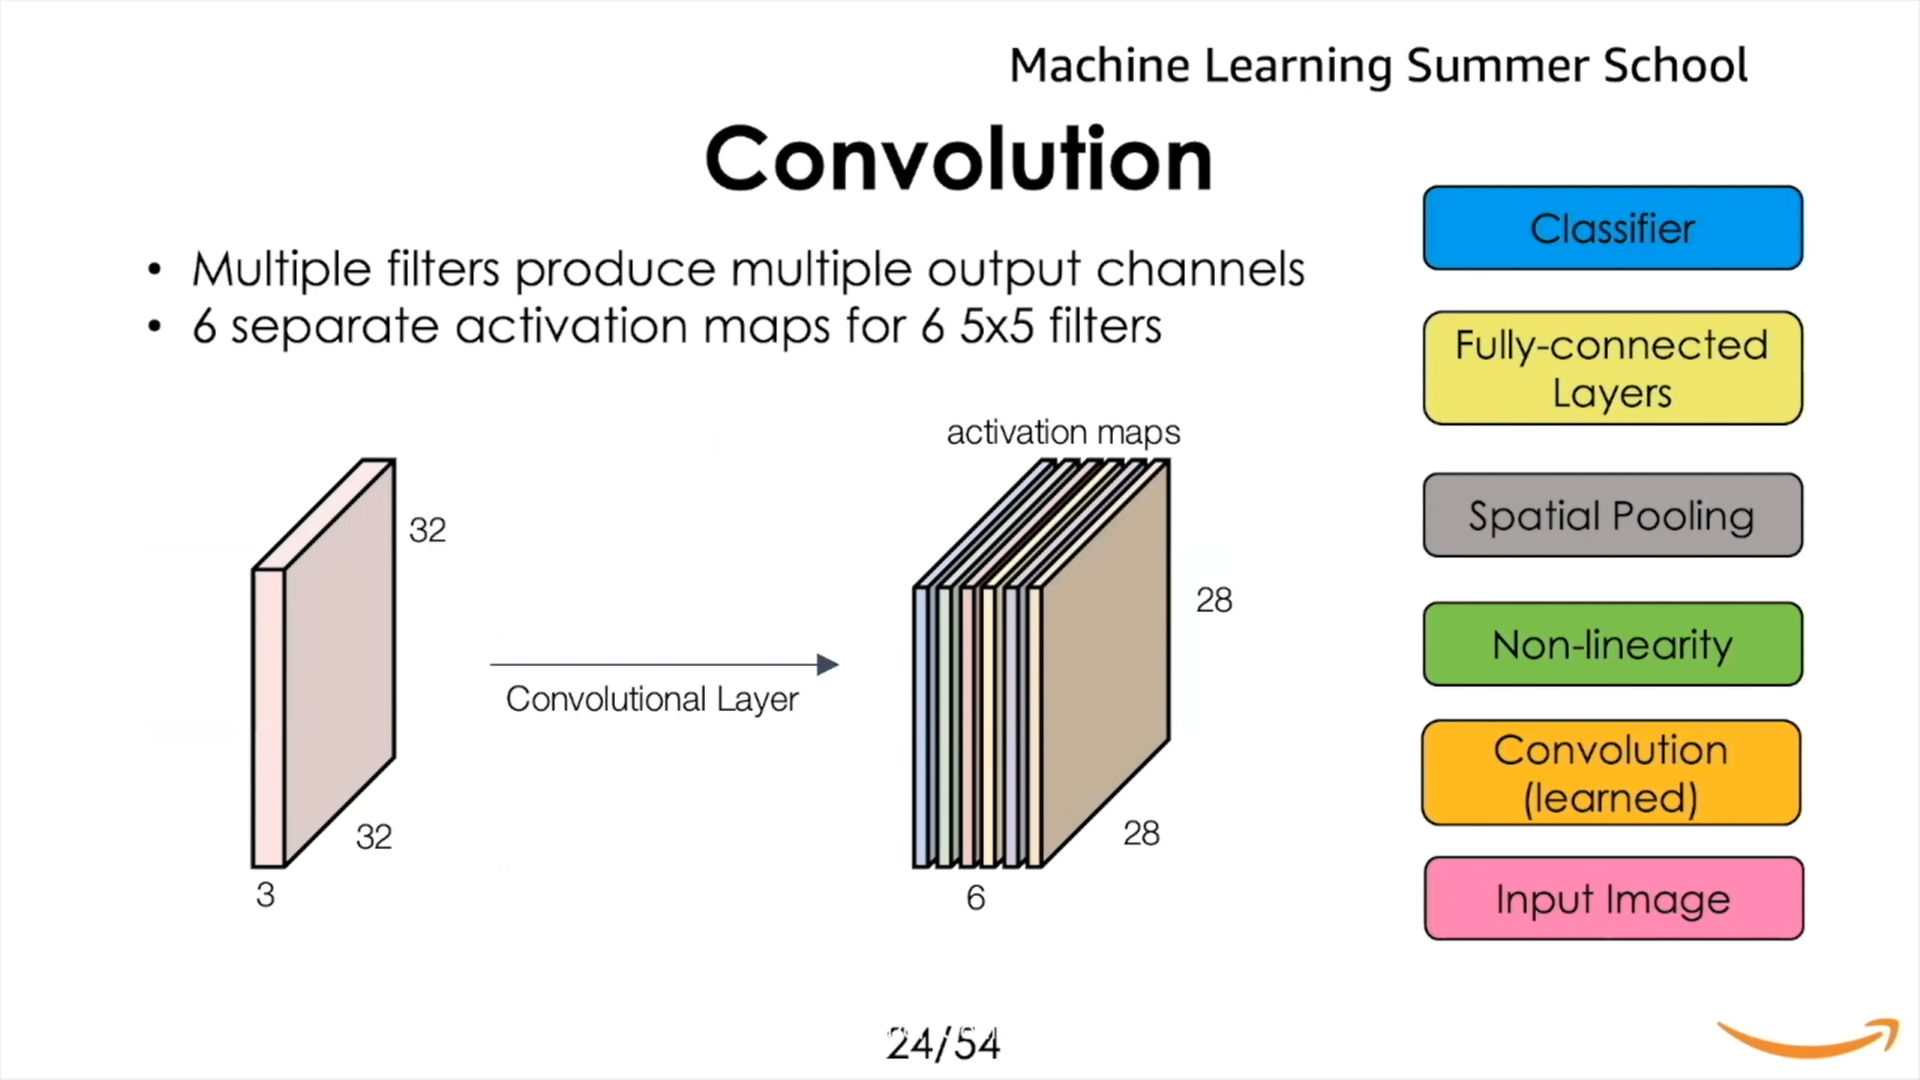 Machine Learning Summer School
Convolution
• Multiple filters produce multiple output channels
• 6 separate activation maps for 6 5x5 filters
activation maps
32
32
3
Convolutional Layer
28
28
6
Classifier
Fully-connected
Layers
Spatial Pooling
Non-linearity
Convolution
(learned)
Input Image
24/54